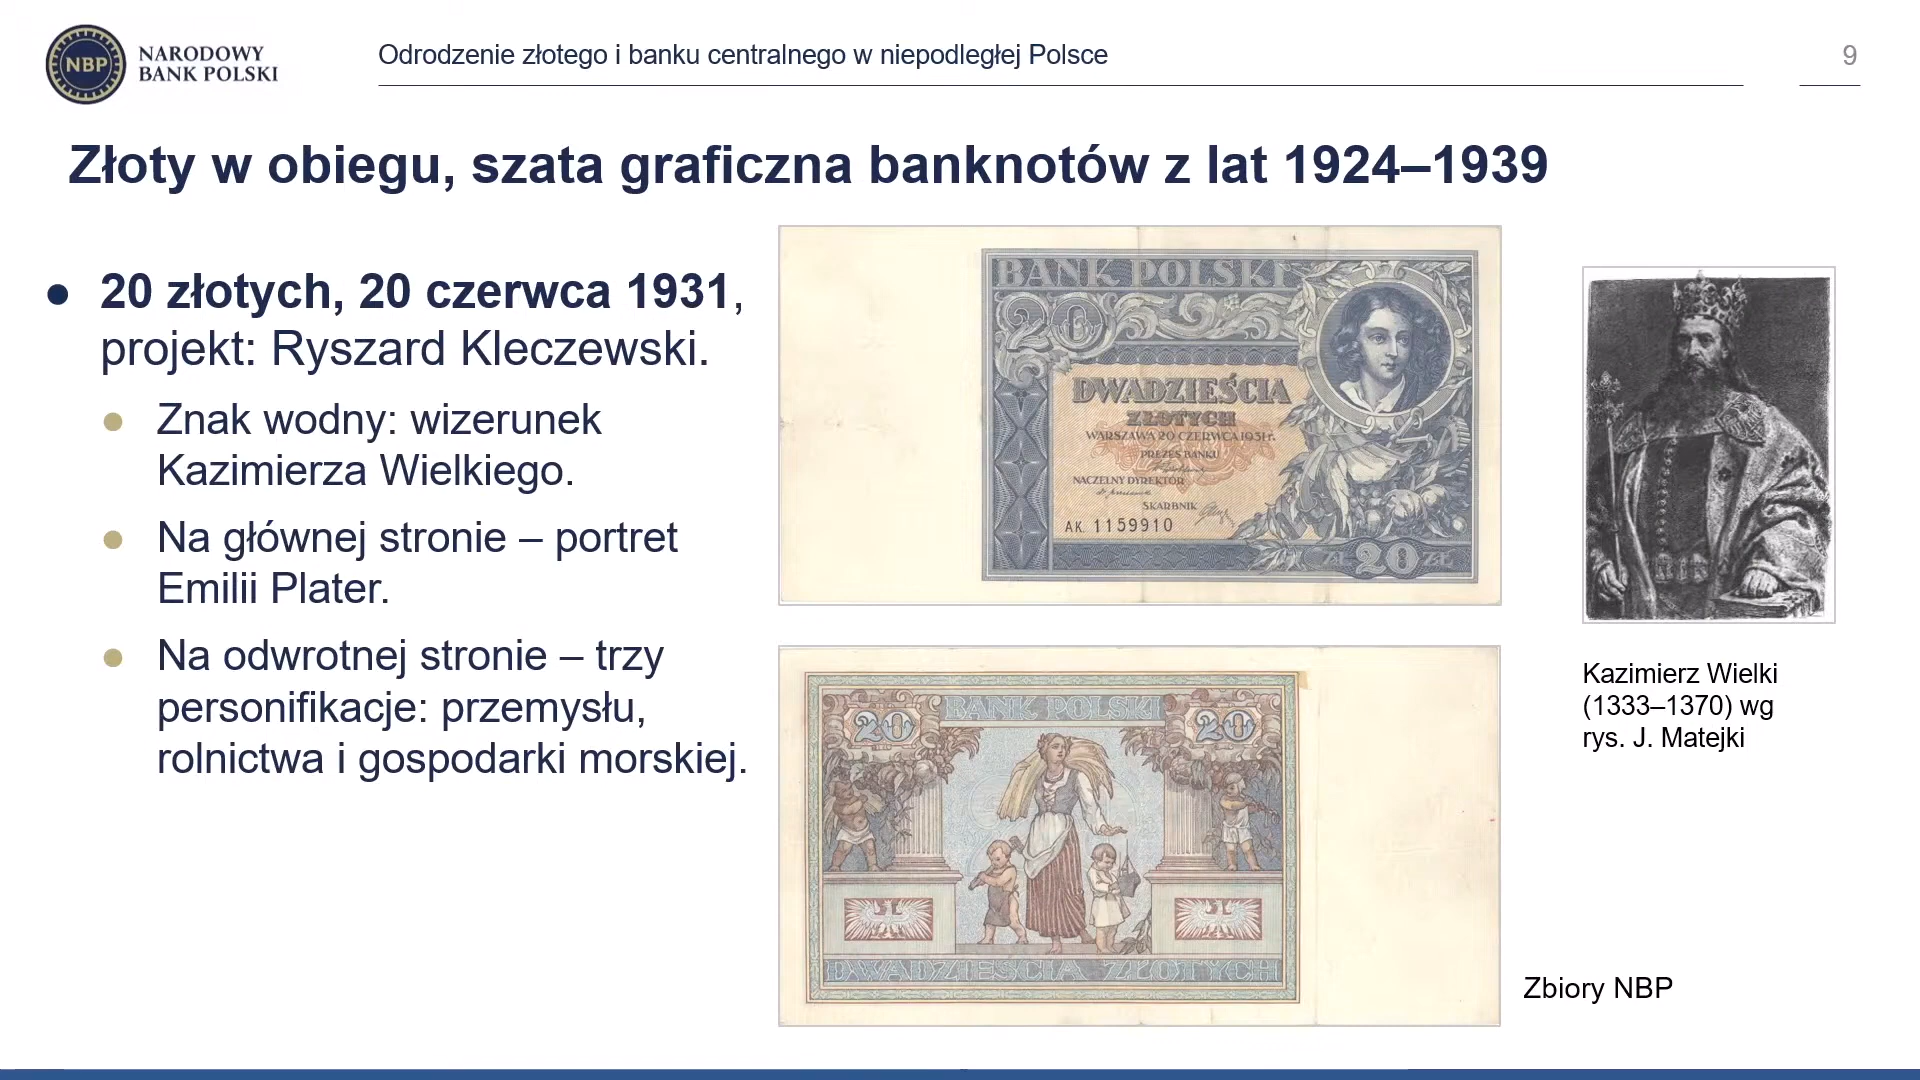 NBP
NARODOWY
BANK POLSKI
Odrodzenie złotego i banku centralnego w niepodległej Polsce
9
Złoty w obiegu, szata graficzna banknotów z lat 1924–1939
● 20 złotych, 20 czerwca 1931,
projekt: Ryszard Kleczewski.
● Znak wodny: wizerunek
Kazimierza Wielkiego.
● Na głównej stronie – portret
Emilii Plater.
● Na odwrotnej stronie – trzy
personifikacje: przemysłu,
rolnictwa i gospodarki morskiej.
BANK POLSKI
20
DWADZIEŚCIA
ZŁOTYCH
WARSZAWA 20 CZERWCA 1931 r.
PREZES BANKU
NACZELNY DYREKTOR
SKARBNIK
AK. 1159910
ZŁ 20 ZŁ
20 BANK POLSKI 20
DWADZIEŚCIA ZŁOTYCH
Kazimierz Wielki
(1333–1370) wg
rys. J. Matejki
Zbiory NBP